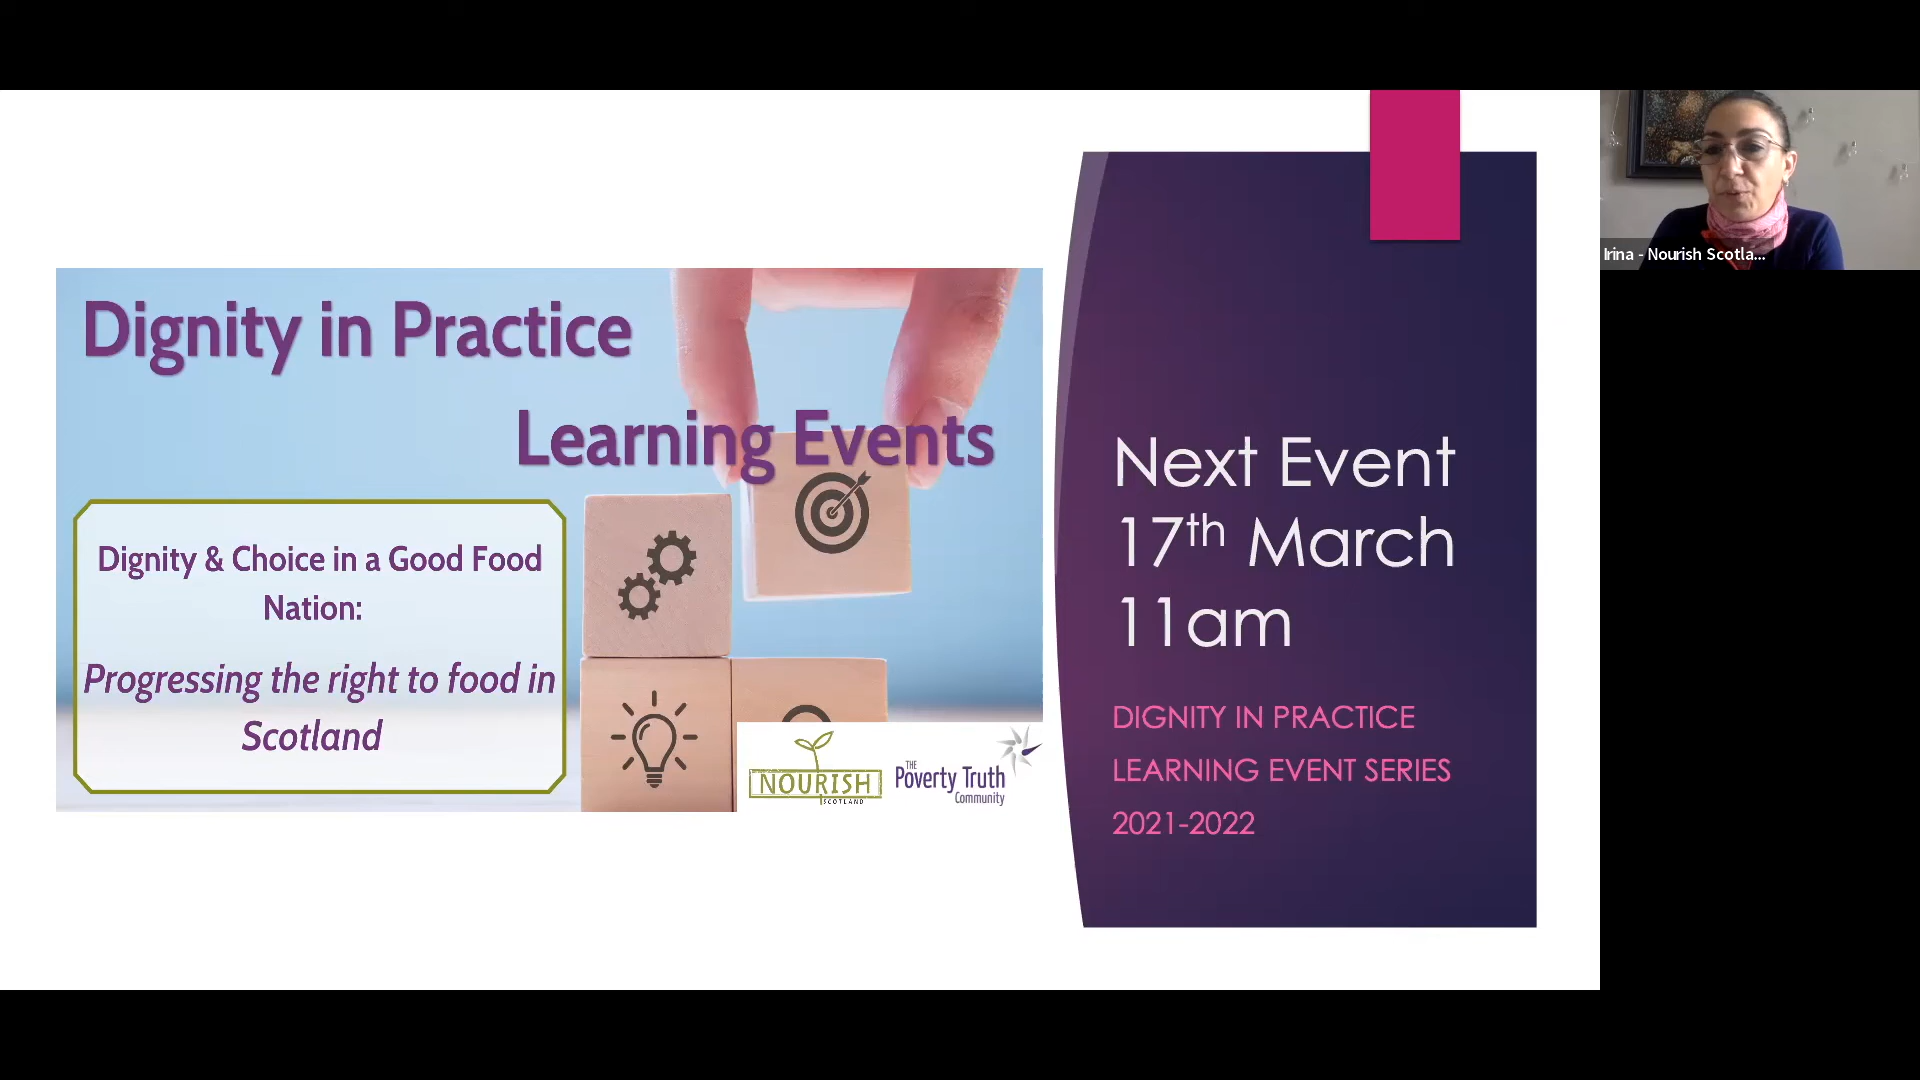 Dignity in Practice
Learning Events
Dignity & Choice in a Good Food
Nation:
Progressing the right to food in
Scotland
NOURISH
SCOTLAND
THE
Poverty Truth
Community
Next Event
17th March
11am
DIGNITY IN PRACTICE
LEARNING EVENT SERIES
2021-2022
Irina - Nourish Scotla...